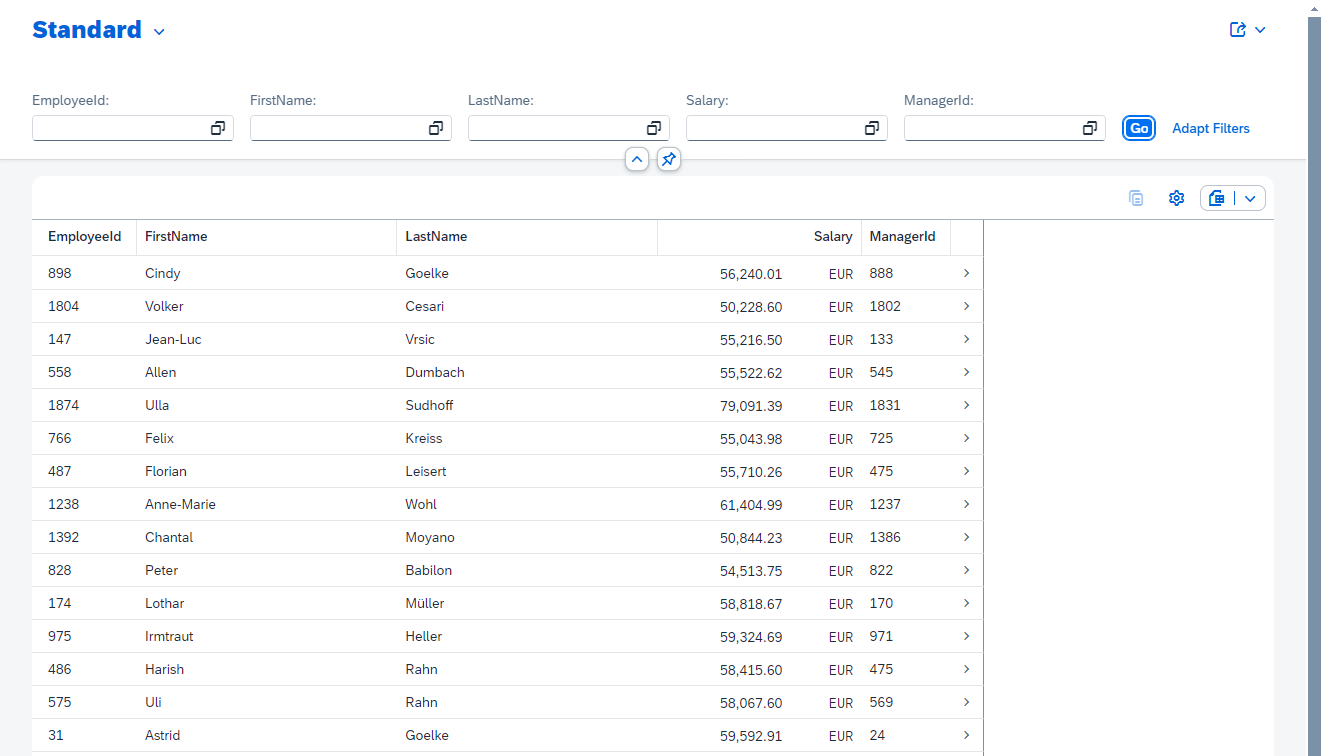 Standard
EmployeeId: FirstName: LastName: Salary: ManagerId:
Go Adapt Filters
EmployeeId FirstName LastName Salary ManagerId
898 Cindy Goelke 56,240.01 EUR 888
1804 Volker Cesari 50,228.60 EUR 1802
147 Jean-Luc Vrsic 55,216.50 EUR 133
558 Allen Dumbach 55,522.62 EUR 545
1874 Ulla Sudhoff 79,091.39 EUR 1831
766 Felix Kreiss 55,043.98 EUR 725
487 Florian Leisert 55,710.26 EUR 475
1238 Anne-Marie Wohl 61,404.99 EUR 1237
1392 Chantal Moyano 50,844.23 EUR 1386
828 Peter Babilon 54,513.75 EUR 822
174 Lothar Müller 58,818.67 EUR 170
975 Irmtraut Heller 59,324.69 EUR 971
486 Harish Rahn 58,415.60 EUR 475
575 Uli Rahn 58,067.60 EUR 569
31 Astrid Goelke 59,592.91 EUR 24